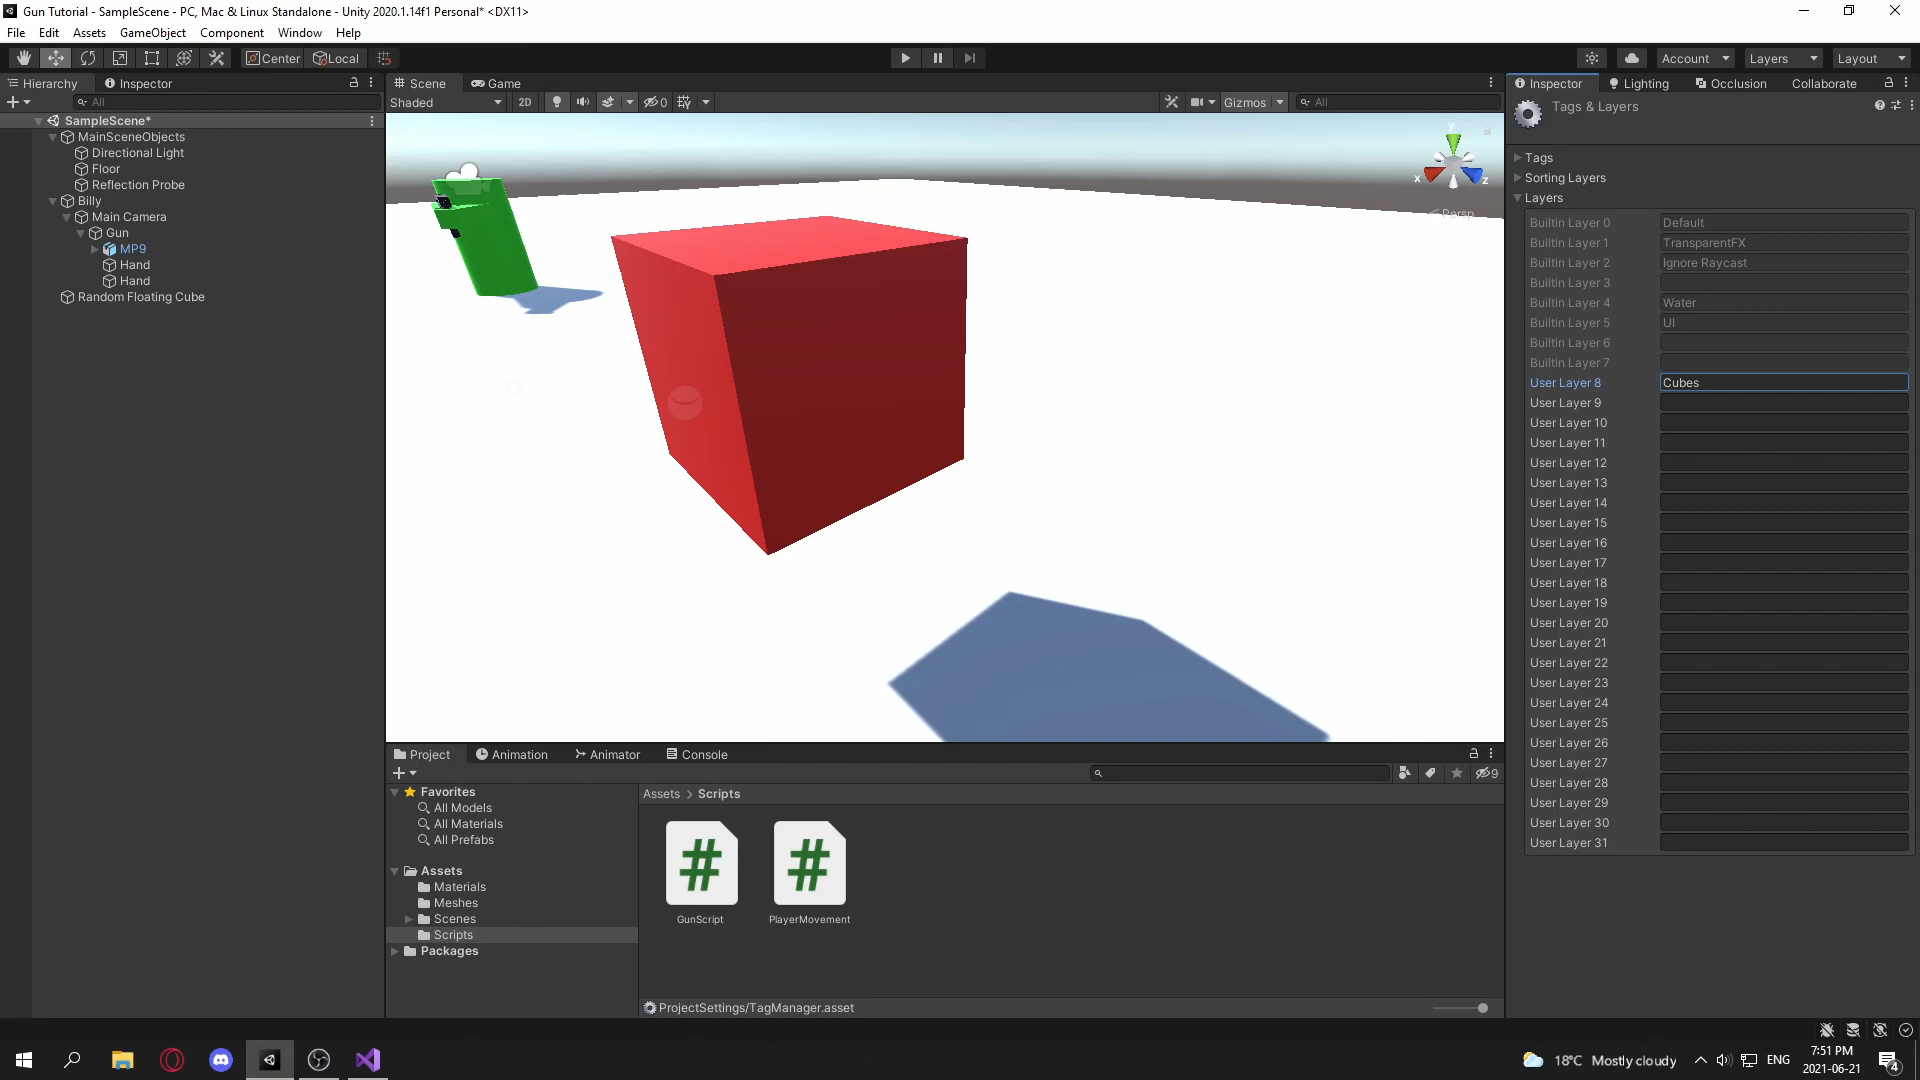 Gun Tutorial - SampleScene - PC, Mac & Linux Standalone - Unity 2020.1.14f1 Personal* <DX11>
File Edit Assets GameObject Component Window Help
Center Local Account Layers Layout
Hierarchy Inspector
All
SampleScene*
MainSceneObjects
Directional Light
Floor
Reflection Probe
Billy
Main Camera
Gun
MP9
Hand
Hand
Random Floating Cube
Scene Game
Shaded 2D 0 Gizmos All
y
x
z
Persp
Project Animation Animator Console
9
Favorites
All Models
All Materials
All Prefabs
Assets
Materials
Meshes
Scenes
Scripts
Packages
Assets > Scripts
GunScript
PlayerMovement
ProjectSettings/TagManager.asset
Inspector Lighting Occlusion Collaborate
Tags & Layers
Tags
Sorting Layers
Layers
Builtin Layer 0 Default
Builtin Layer 1 TransparentFX
Builtin Layer 2 Ignore Raycast
Builtin Layer 3
Builtin Layer 4 Water
Builtin Layer 5 UI
Builtin Layer 6
Builtin Layer 7
User Layer 8 Cubes
User Layer 9
User Layer 10
User Layer 11
User Layer 12
User Layer 13
User Layer 14
User Layer 15
User Layer 16
User Layer 17
User Layer 18
User Layer 19
User Layer 20
User Layer 21
User Layer 22
User Layer 23
User Layer 24
User Layer 25
User Layer 26
User Layer 27
User Layer 28
User Layer 29
User Layer 30
User Layer 31
18°C Mostly cloudy ENG
7:51 PM
2021-06-21
4